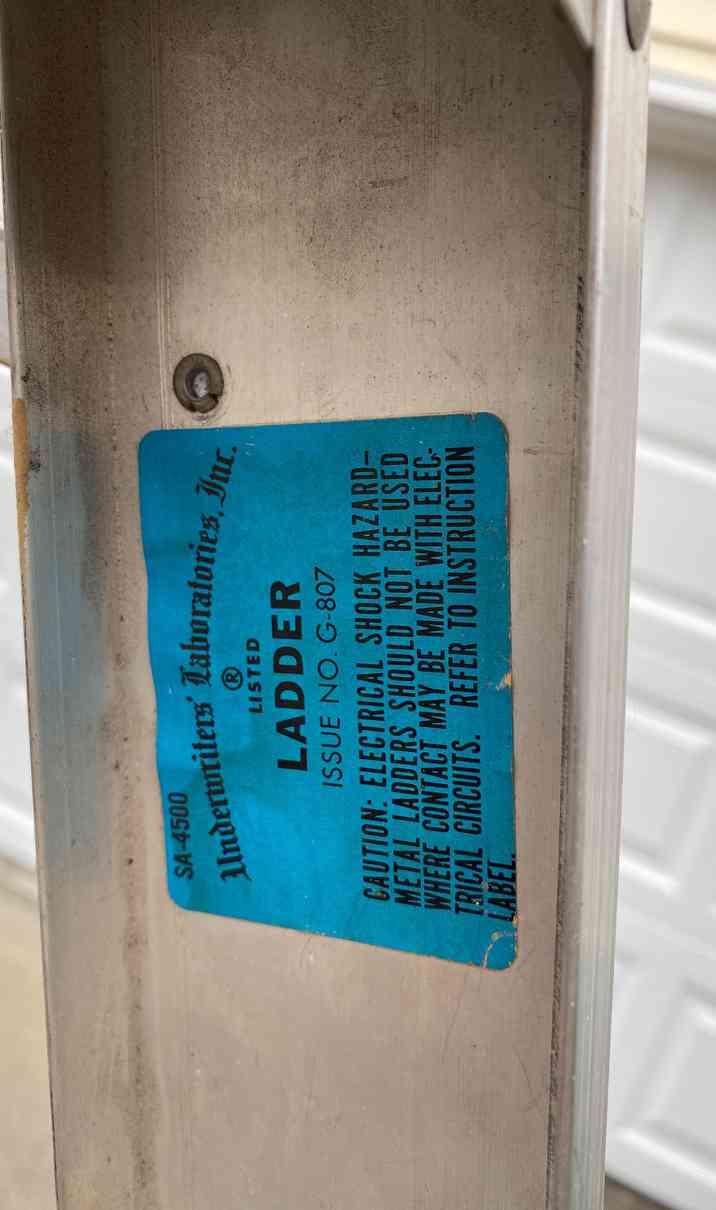 SA-4500
Underwriters' Laboratories, Inc.
®
LISTED
LADDER
ISSUE NO. G-807
CAUTION: ELECTRICAL SHOCK HAZARD–
METAL LADDERS SHOULD NOT BE USED
WHERE CONTACT MAY BE MADE WITH ELEC-
TRICAL CIRCUITS. REFER TO INSTRUCTION
LABEL.